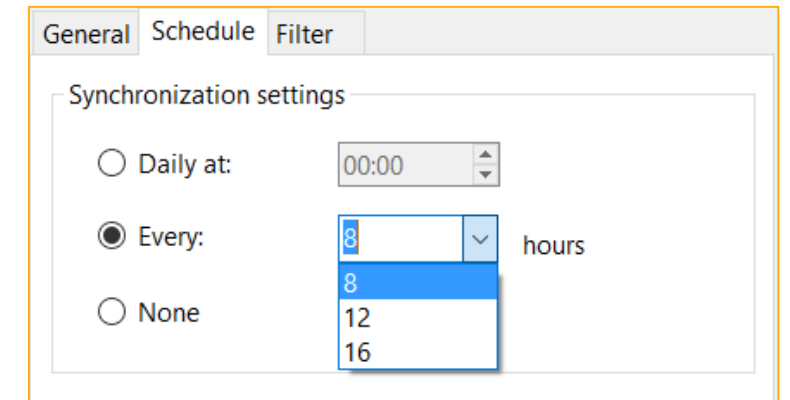 General Schedule Filter
Synchronization settings
Daily at: 00:00
Every: 8 hours
8
None
12
16